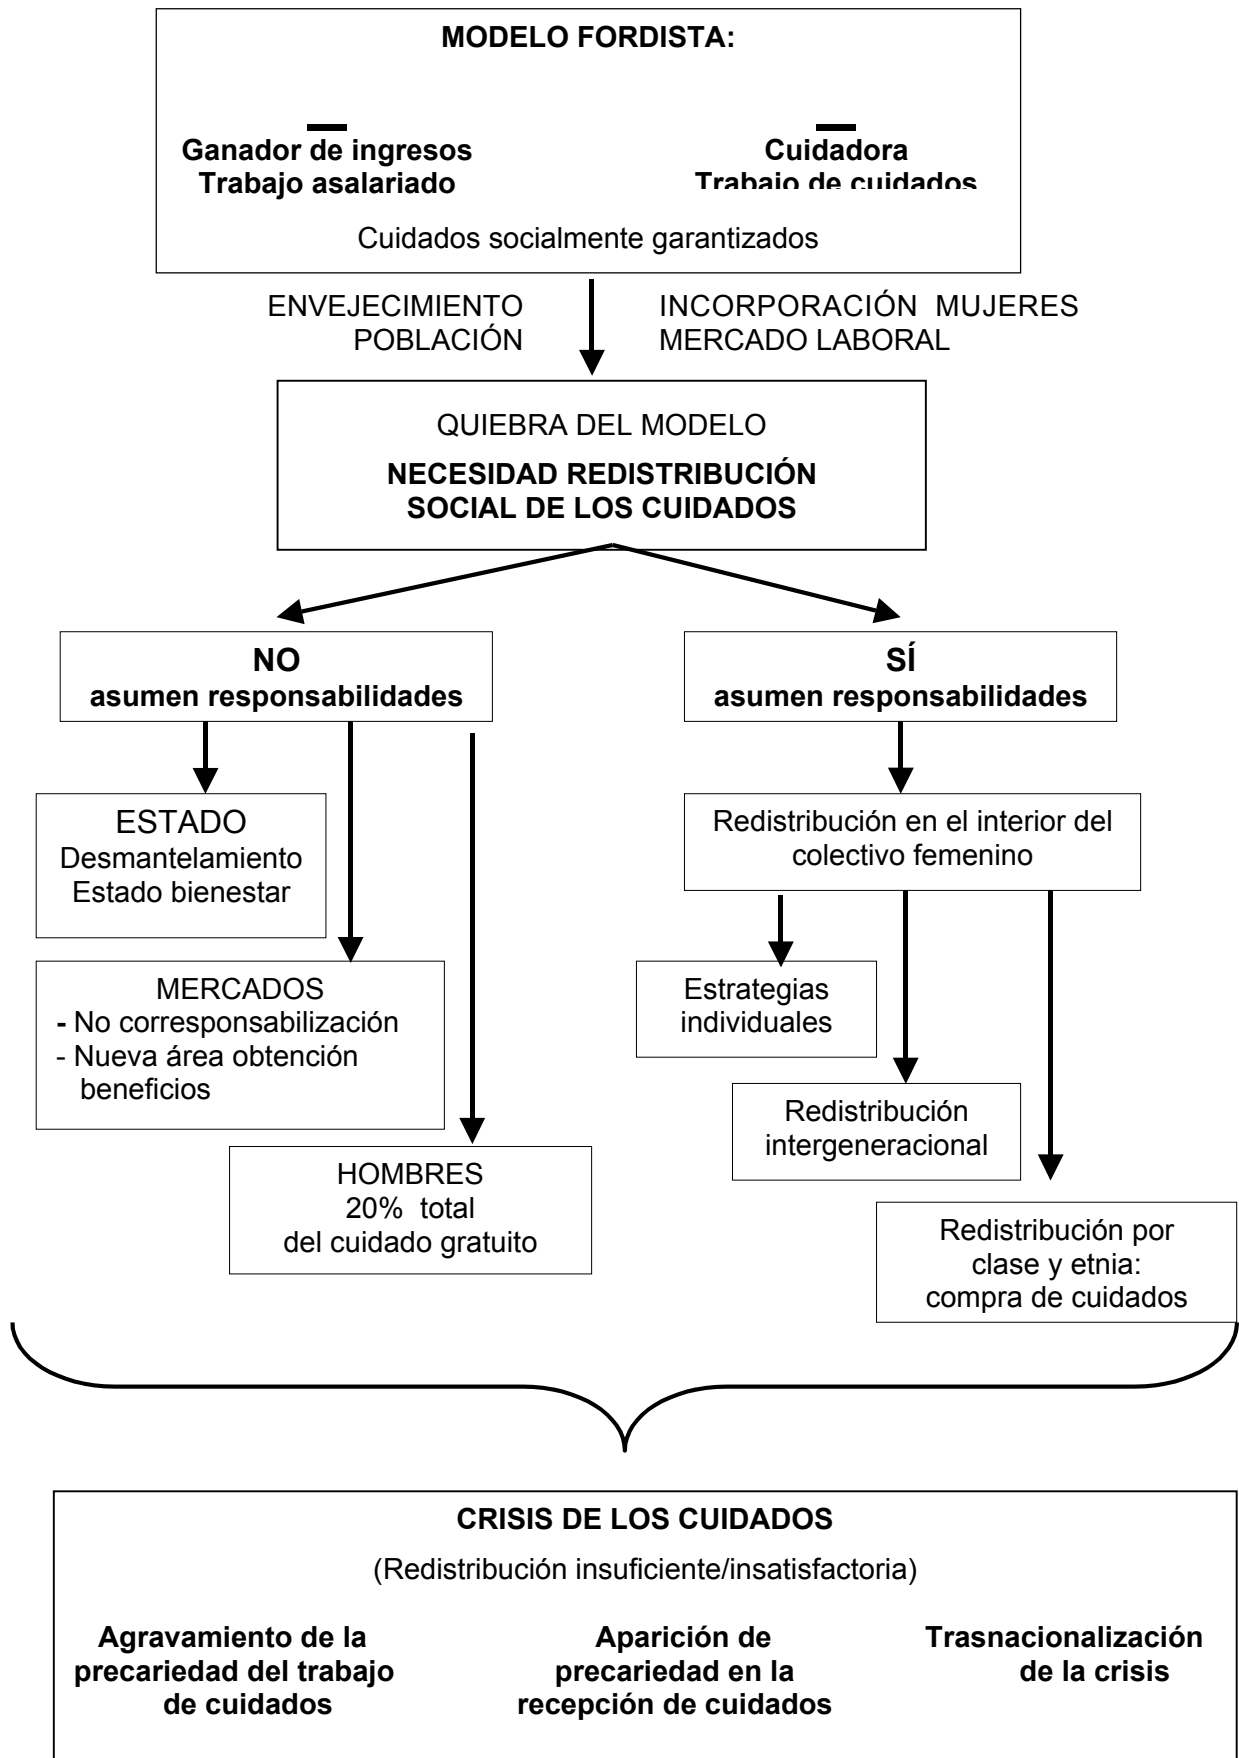 MODELO FORDISTA:
Ganador de ingresos
Trabajo asalariado
Cuidadora
Trabajo de cuidados
Cuidados socialmente garantizados
ENVEJECIMIENTO
POBLACIÓN
INCORPORACIÓN MUJERES
MERCADO LABORAL
QUIEBRA DEL MODELO
NECESIDAD REDISTRIBUCIÓN
SOCIAL DE LOS CUIDADOS
NO
asumen responsabilidades
SÍ
asumen responsabilidades
ESTADO
Desmantelamiento
Estado bienestar
Redistribución en el interior del
colectivo femenino
MERCADOS
- No corresponsabilización
- Nueva área obtención
beneficios
Estrategias
individuales
Redistribución
intergeneracional
HOMBRES
20% total
del cuidado gratuito
Redistribución por
clase y etnia:
compra de cuidados
CRISIS DE LOS CUIDADOS
(Redistribución insuficiente/insatisfactoria)
Agravamiento de la
precariedad del trabajo
de cuidados
Aparición de
precariedad en la
recepción de cuidados
Trasnacionalización
de la crisis